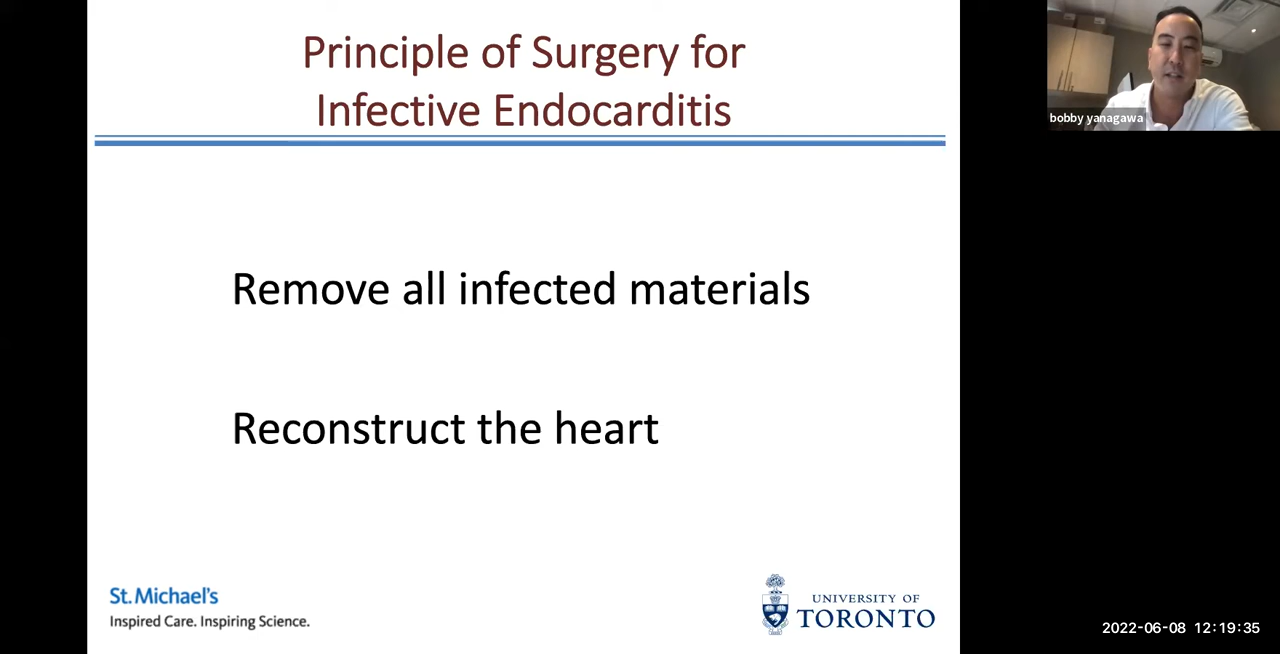 Principle of Surgery for
Infective Endocarditis
bobby yanagawa
Remove all infected materials
Reconstruct the heart
St. Michael's
Inspired Care. Inspiring Science.
UNIVERSITY OF
TORONTO
2022-06-08 12:19:35